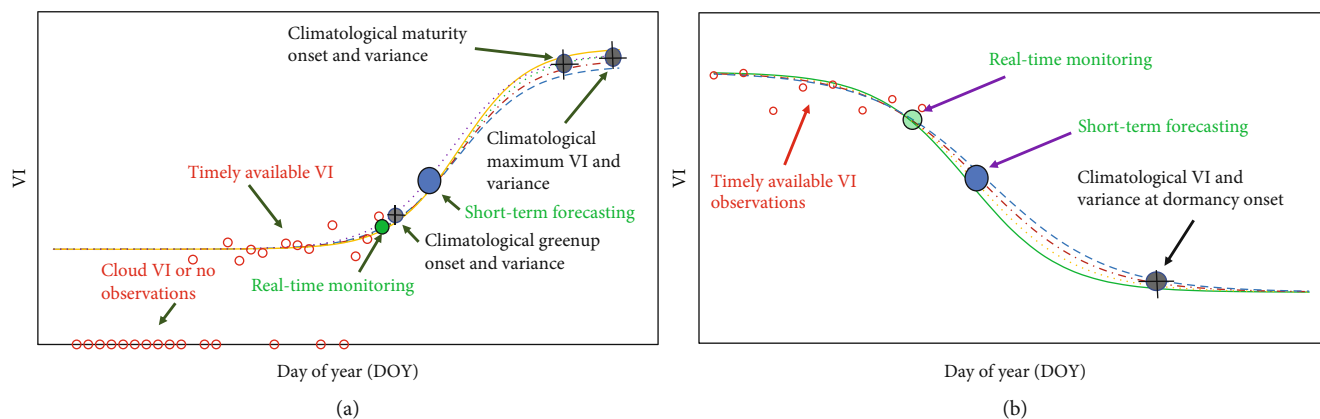 Climatological maturity
onset and variance
Climatological
maximum VI and
variance
Timely available VI
Short-term forecasting
Climatological greenup
onset and variance
Cloud VI or no
observations
Real-time monitoring
VI
Day of year (DOY)
(a)
Real-time monitoring
Short-term forecasting
Timely available VI
observations
Climatological VI and
variance at dormancy onset
VI
Day of year (DOY)
(b)